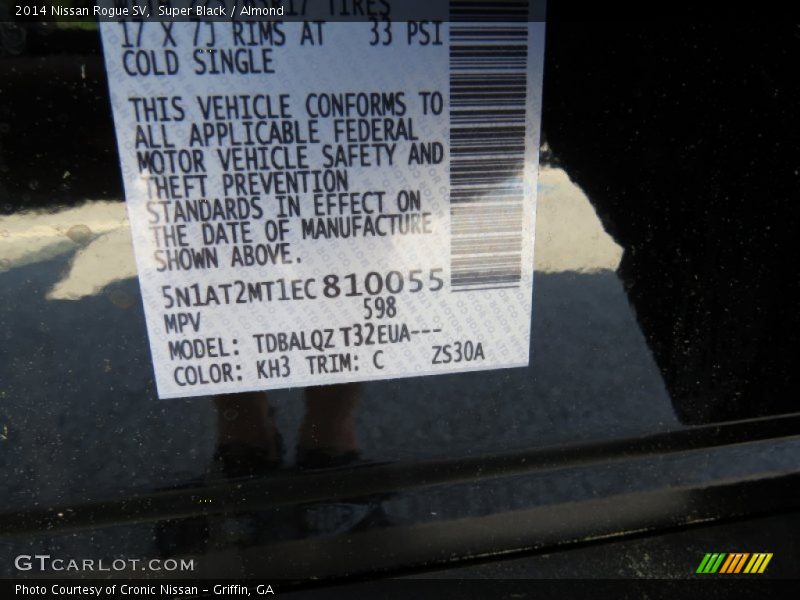 2014 Nissan Rogue SV, Super Black / Almond
17 TIRES
17 X 7J RIMS AT 33 PSI
COLD SINGLE
THIS VEHICLE CONFORMS TO
ALL APPLICABLE FEDERAL
MOTOR VEHICLE SAFETY AND
THEFT PREVENTION
STANDARDS IN EFFECT ON
THE DATE OF MANUFACTURE
SHOWN ABOVE.
5N1AT2MT1EC810055
MPV 598
MODEL: TDBALQZ T32EUA---
COLOR: KH3 TRIM: C ZS30A
GTCARLOT.COM
Photo Courtesy of Cronic Nissan - Griffin, GA